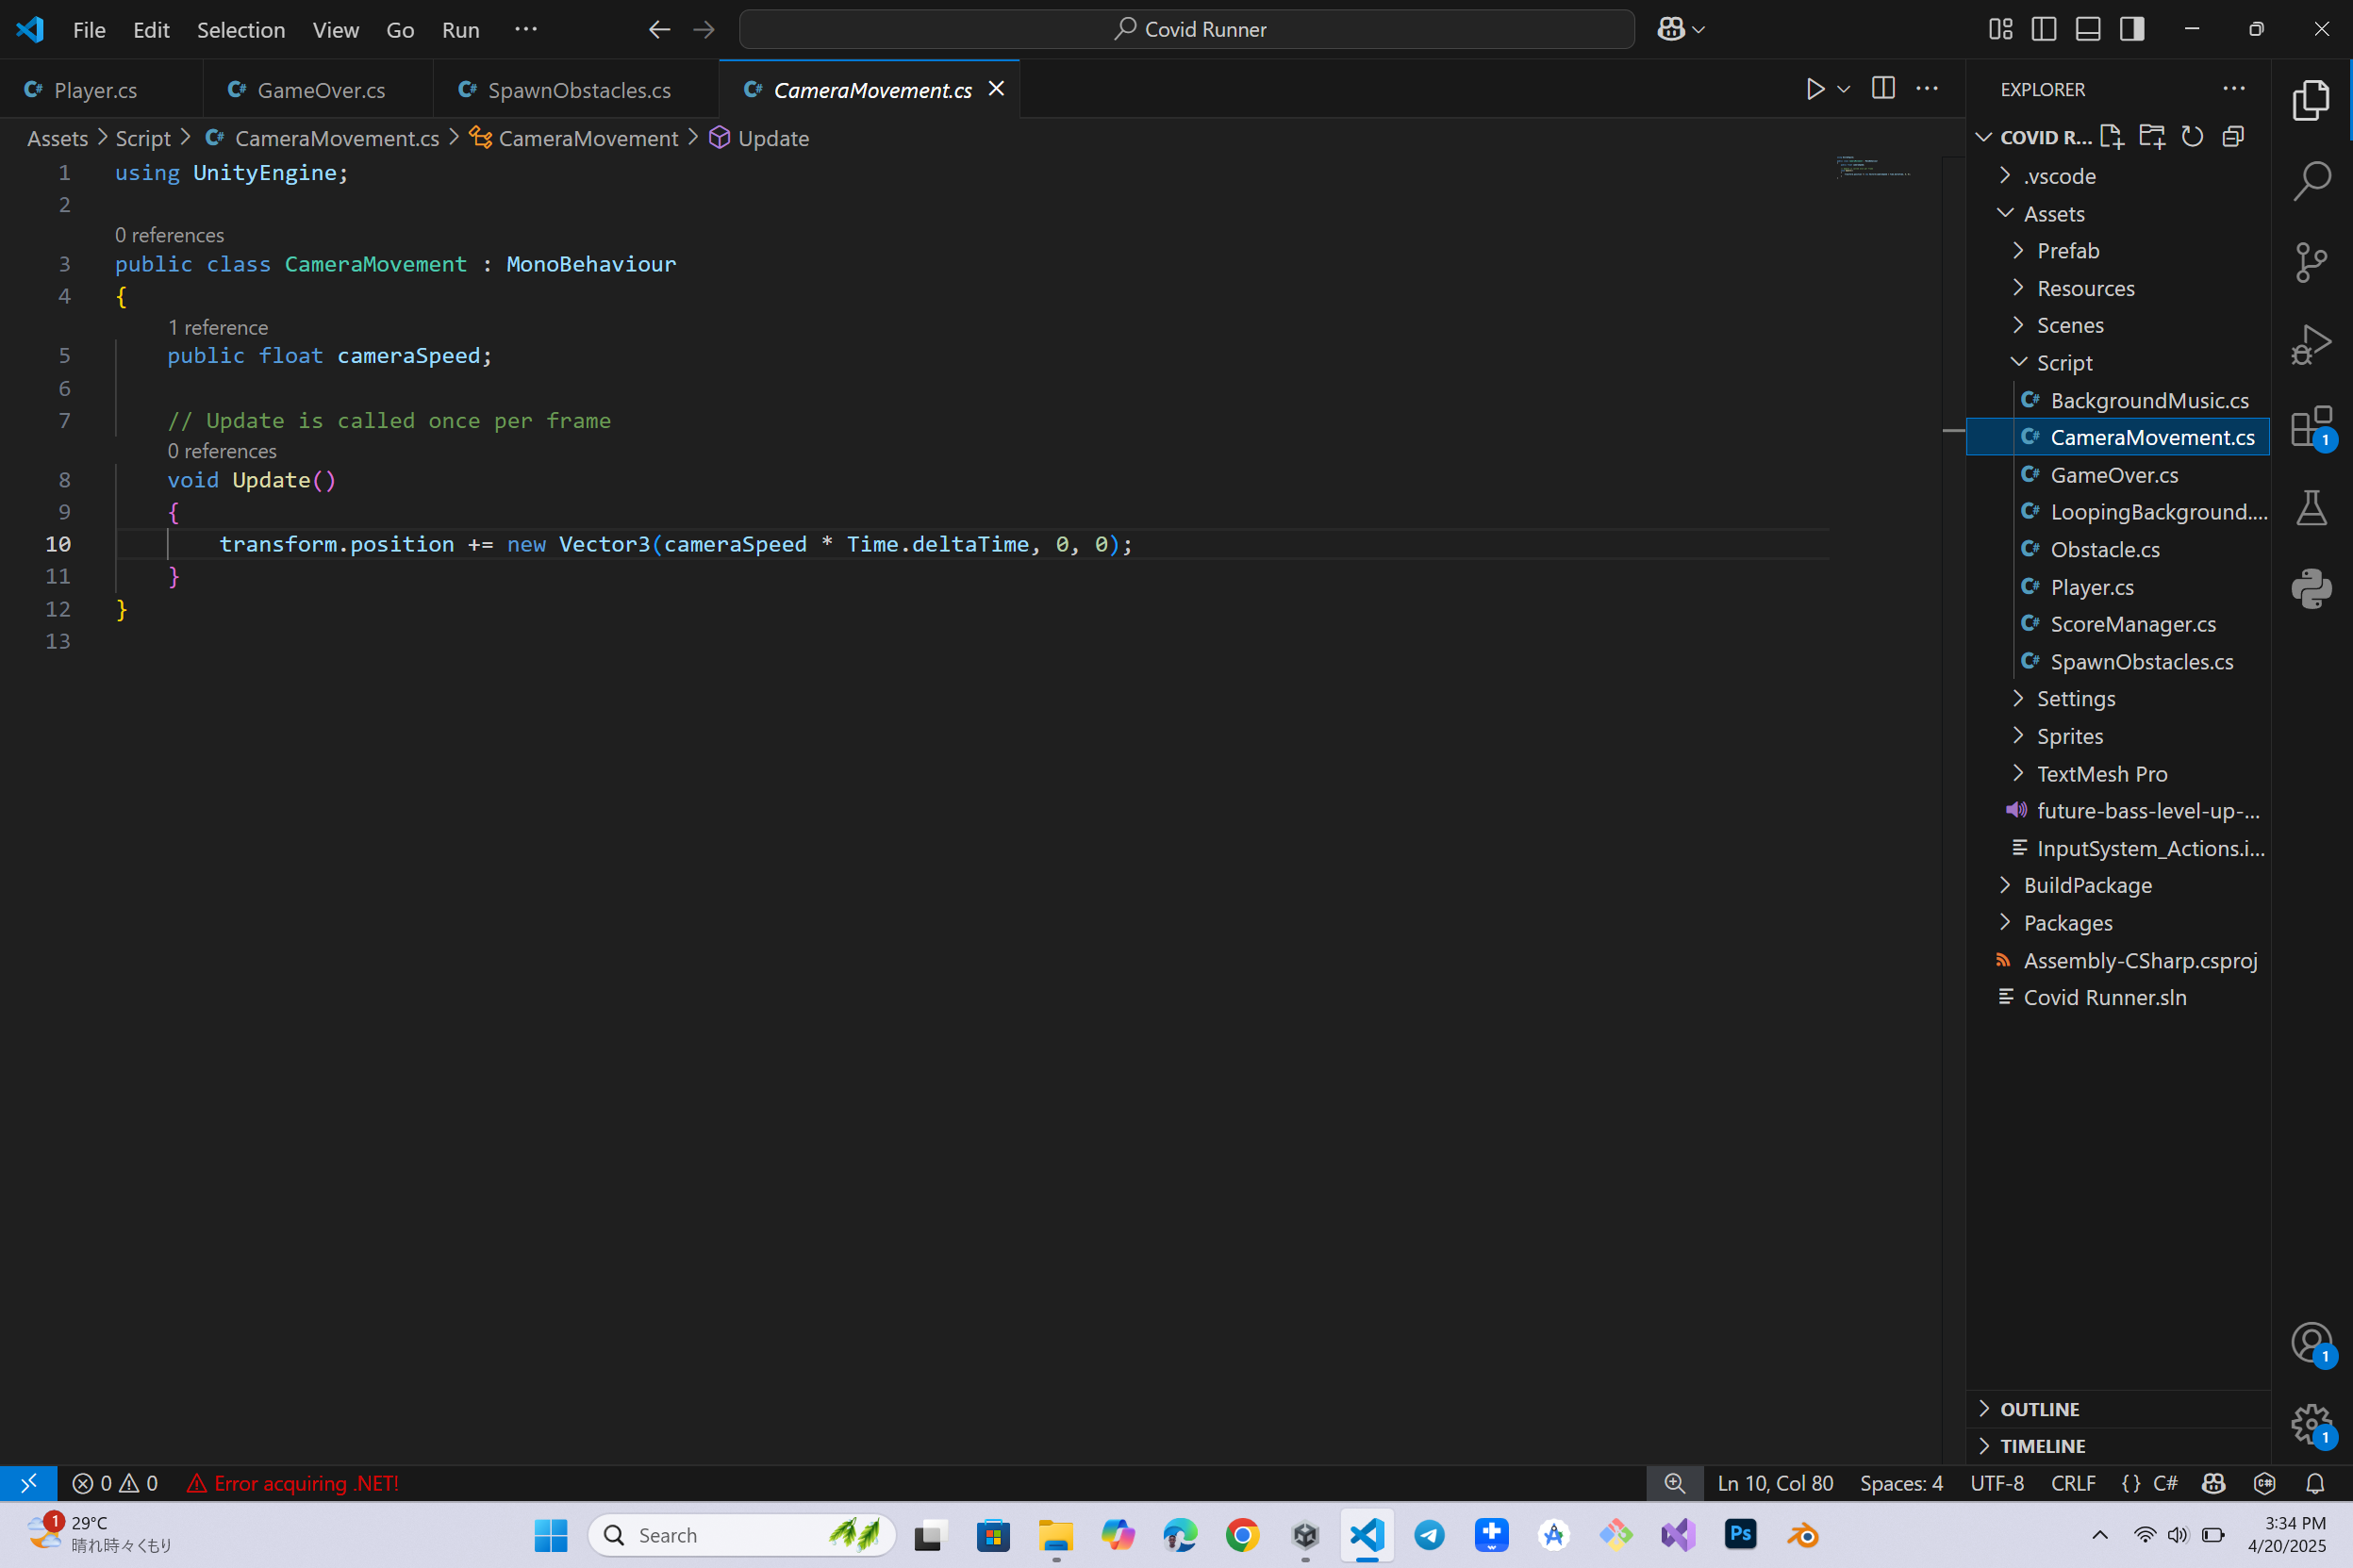 File Edit Selection View Go Run ···
Covid Runner
Player.cs GameOver.cs SpawnObstacles.cs CameraMovement.cs
Assets > Script > CameraMovement.cs > CameraMovement > Update
1 using UnityEngine;
2
0 references
3 public class CameraMovement : MonoBehaviour
4 {
1 reference
5 public float cameraSpeed;
6
7 // Update is called once per frame
0 references
8 void Update()
9 {
10 transform.position += new Vector3(cameraSpeed * Time.deltaTime, 0, 0);
11 }
12 }
13
EXPLORER
COVID R...
.vscode
Assets
Prefab
Resources
Scenes
Script
BackgroundMusic.cs
CameraMovement.cs
GameOver.cs
LoopingBackground....
Obstacle.cs
Player.cs
ScoreManager.cs
SpawnObstacles.cs
Settings
Sprites
TextMesh Pro
future-bass-level-up-...
InputSystem_Actions.i...
BuildPackage
Packages
Assembly-CSharp.csproj
Covid Runner.sln
OUTLINE
TIMELINE
1
1
1
0 0 Error acquiring .NET!
Ln 10, Col 80 Spaces: 4 UTF-8 CRLF {} C#
1
29°C
晴れ時々くもり
Search
Ps
3:34 PM
4/20/2025